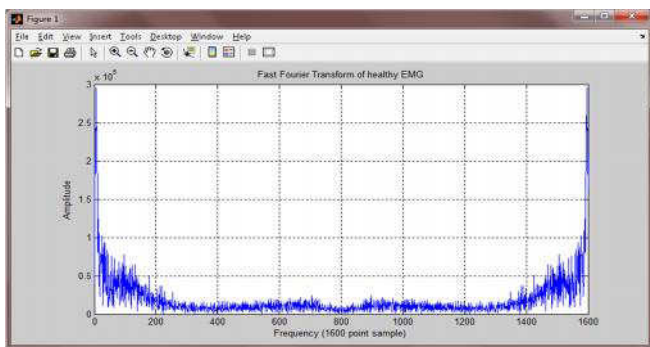 Figure 1
File Edit View Insert Tools Desktop Window Help
Fast Fourier Transform of healthy EMG
x 10^5
3
2.5
2
1.5
1
0.5
0
Amplitude
0 200 400 600 800 1000 1200 1400 1600
Frequency (1600 point sample)